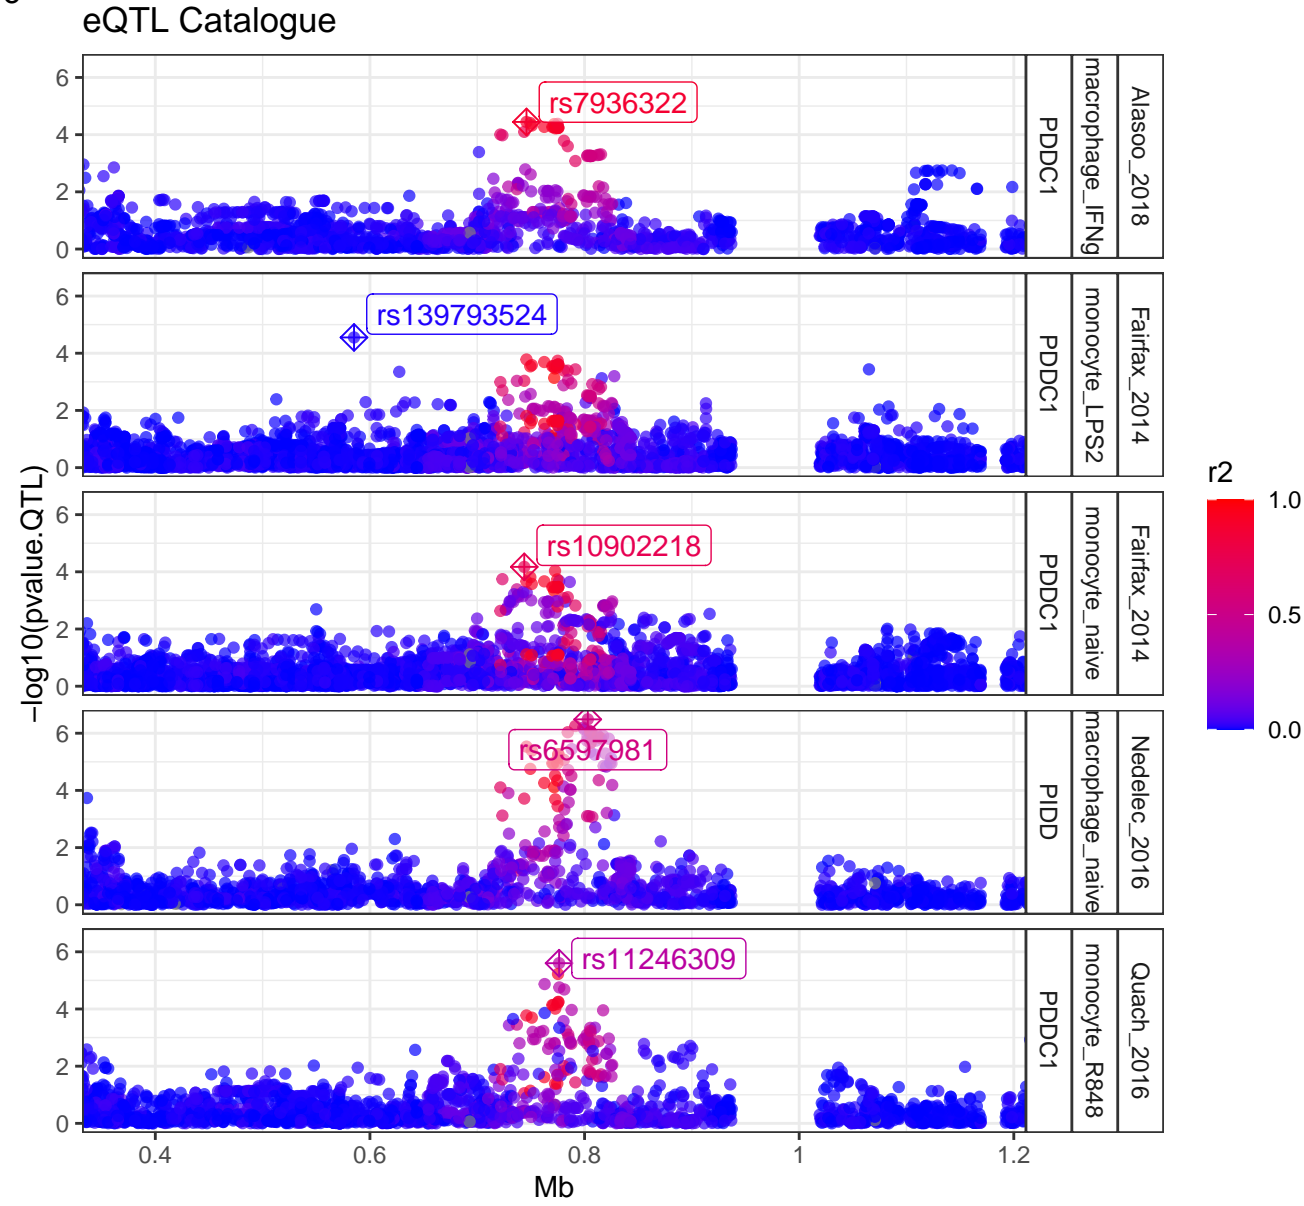 eQTL Catalogue
−log10(pvalue.QTL)
6
4
2
0
rs7936322
PDDC1
macrophage_IFNg
Alasoo_2018
6
4
2
0
rs139793524
PDDC1
monocyte_LPS2
Fairfax_2014
6
4
2
0
rs10902218
PDDC1
monocyte_naive
Fairfax_2014
6
4
2
0
rs6597981
PIDD
macrophage_naive
Nedelec_2016
6
4
2
0
rs11246309
PDDC1
monocyte_R848
Quach_2016
0.4 0.6 0.8 1 1.2
Mb
r2
1.0
0.5
0.0